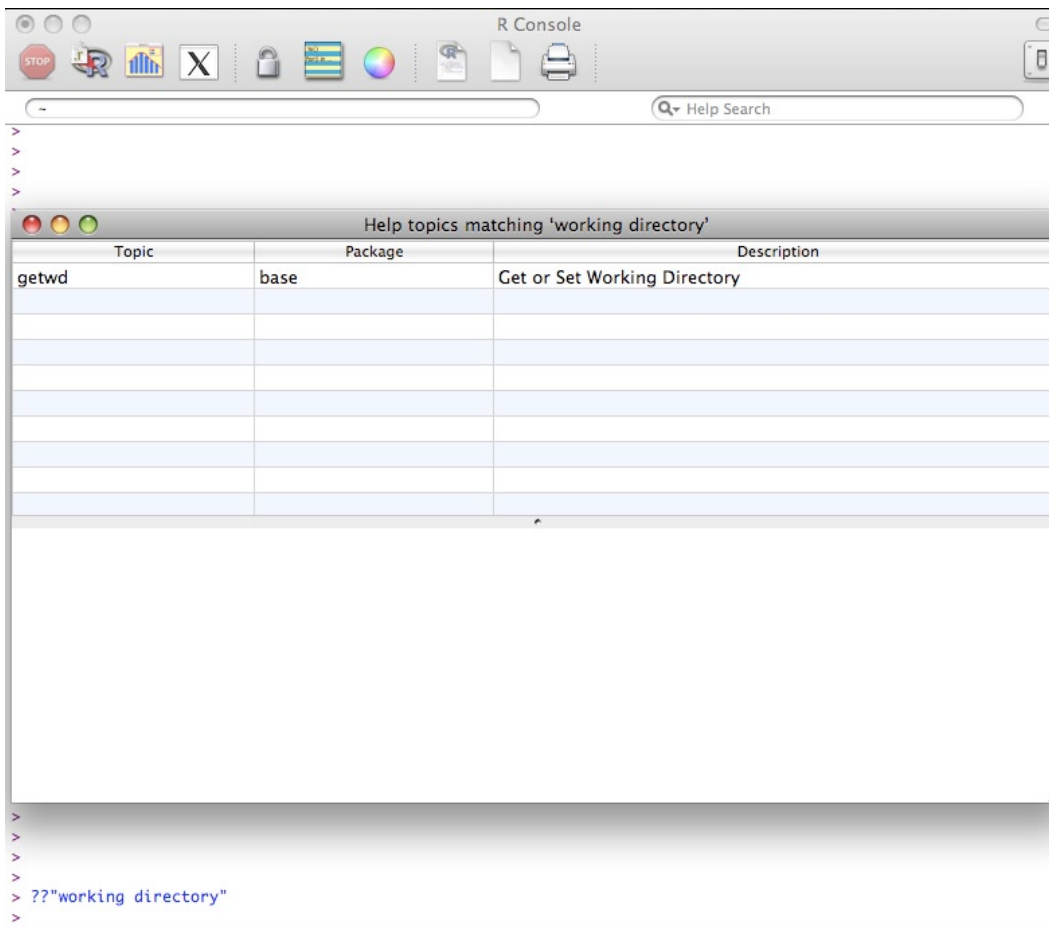 R Console
STOP
X
~
Help Search
>
>
>
>
Help topics matching ‘working directory’
Topic Package Description
getwd base Get or Set Working Directory
>
>
>
>
> ??"working directory"
>